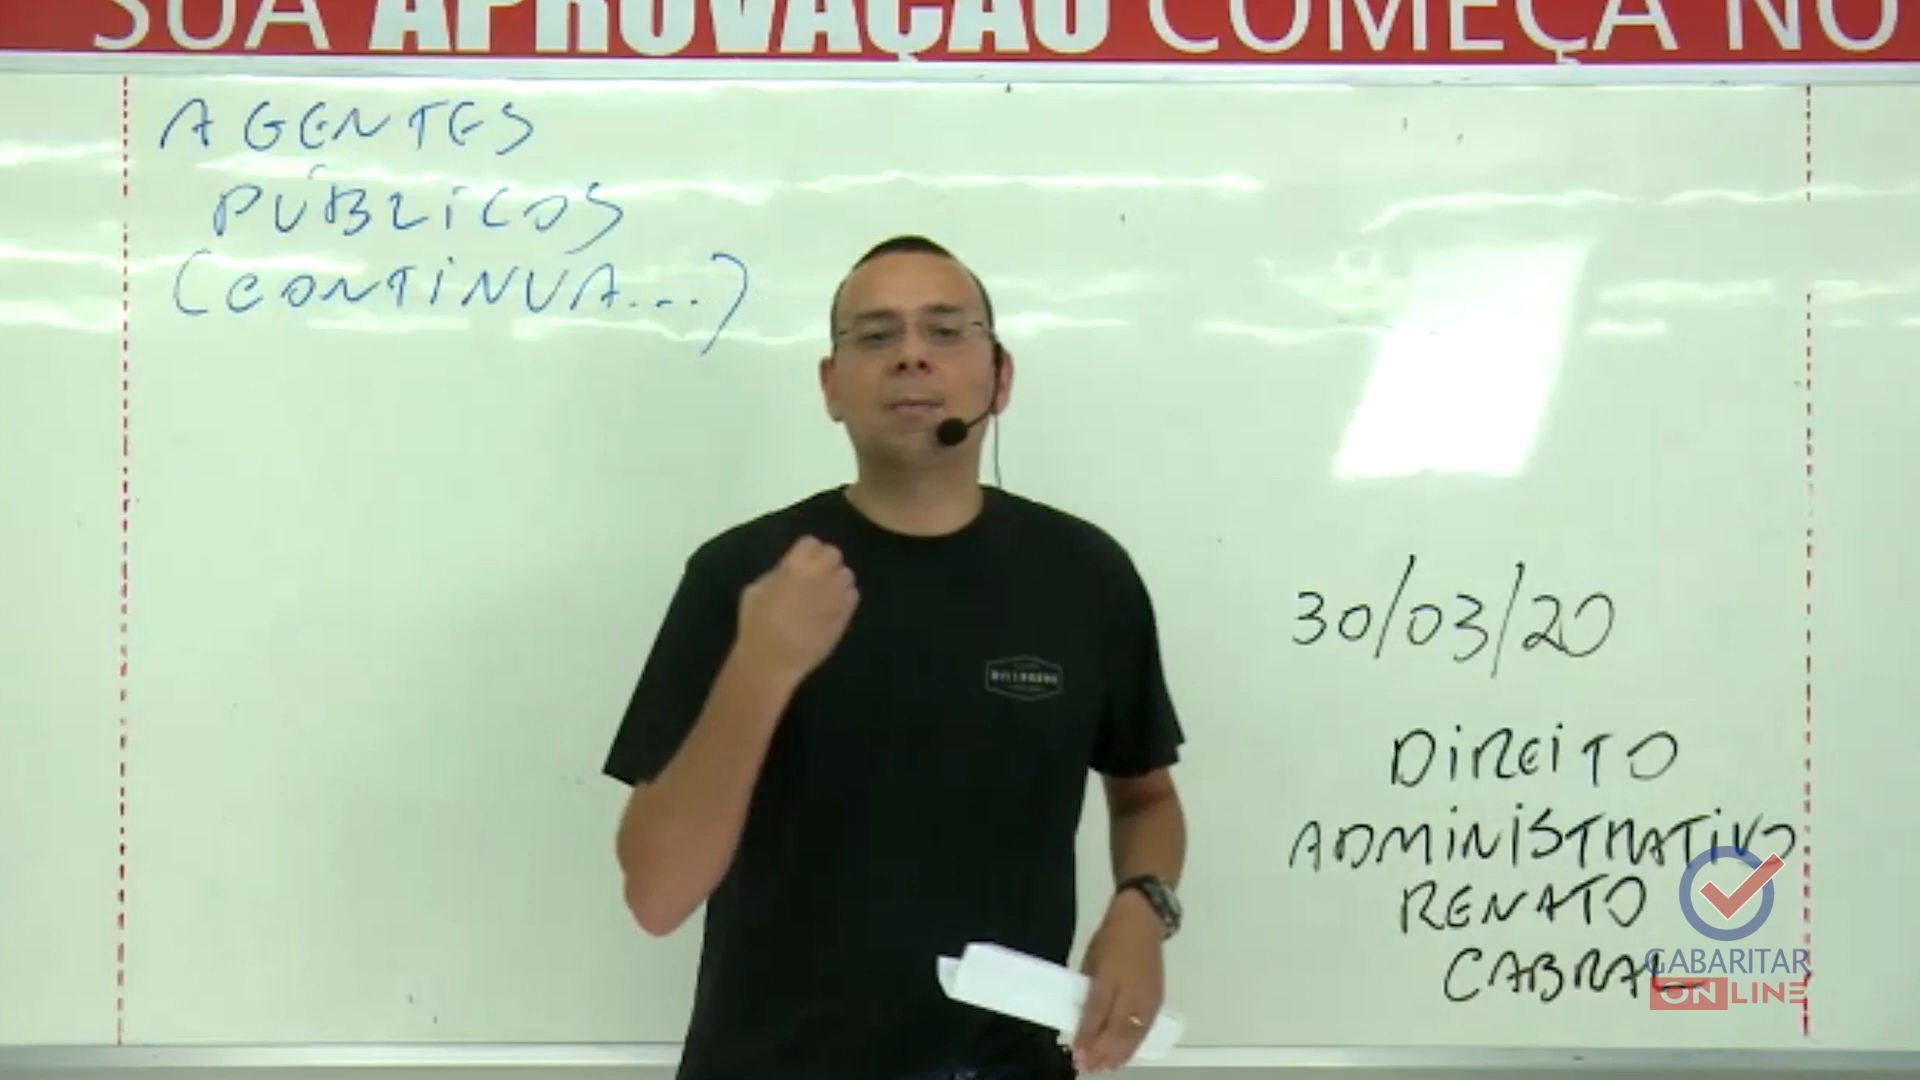 SUA APROVAÇÃO COMEÇA NO
AGENTES
PÚBLICOS
(CONTINUA...)
30/03/20
DIREITO
ADMINISTRATIVO
RENATO
CABRAL
GABARITAR
ONLINE